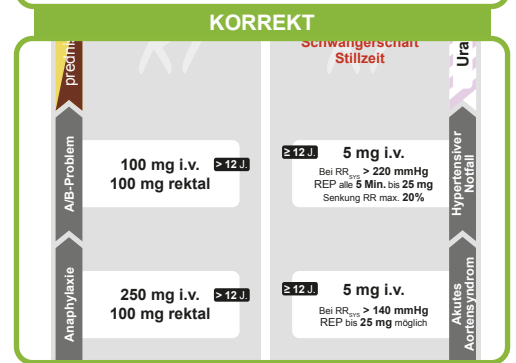 KORREKT
predni
Schwangerschaft
Stillzeit
Ura
A/B-Problem
100 mg i.v. > 12 J.
100 mg rektal
≥ 12 J. 5 mg i.v.
Bei RRSYS > 220 mmHg
REP alle 5 Min. bis 25 mg
Senkung RR max. 20%
Hypertensiver
Notfall
Anaphylaxie
250 mg i.v. > 12 J.
100 mg rektal
≥ 12 J. 5 mg i.v.
Bei RRSYS > 140 mmHg
REP bis 25 mg möglich
Akutes
Aortensyndrom